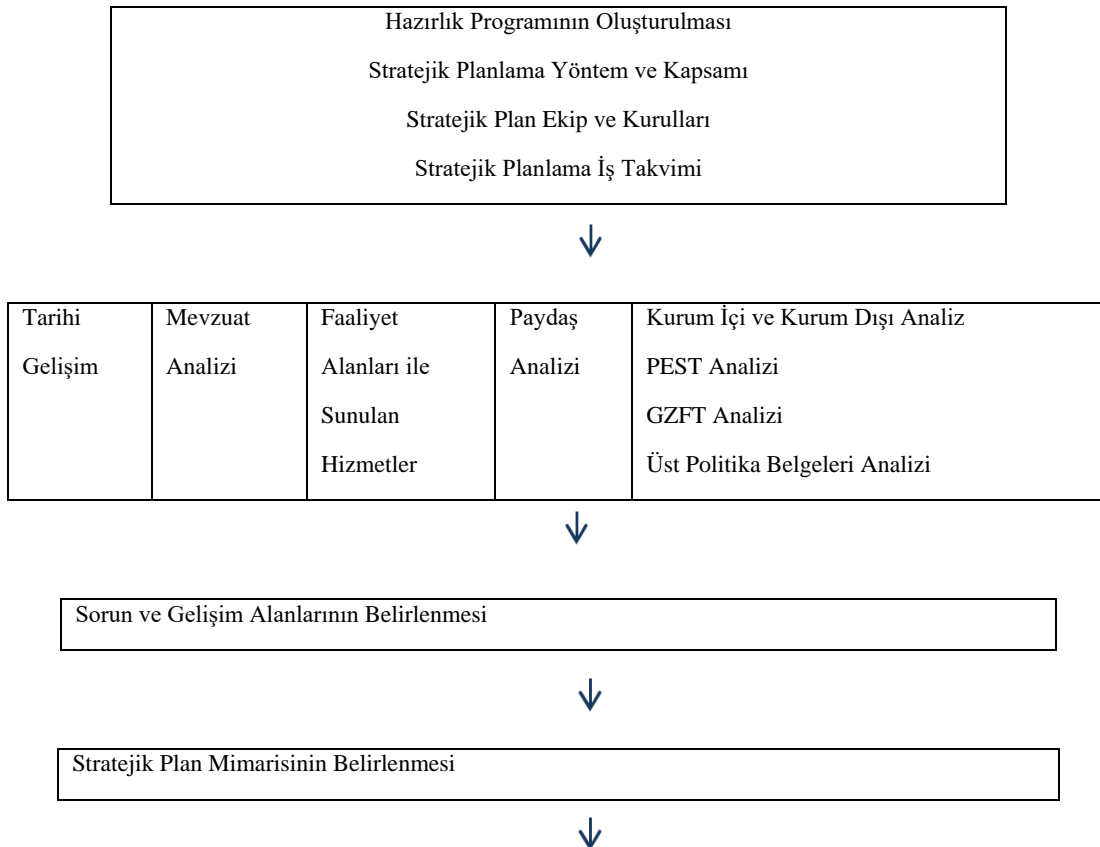 Hazırlık Programının Oluşturulması
Stratejik Planlama Yöntem ve Kapsamı
Stratejik Plan Ekip ve Kurulları
Stratejik Planlama İş Takvimi
Tarihi
Gelişim
Mevzuat
Analizi
Faaliyet
Alanları ile
Sunulan
Hizmetler
Paydaş
Analizi
Kurum İçi ve Kurum Dışı Analiz
PEST Analizi
GZFT Analizi
Üst Politika Belgeleri Analizi
Sorun ve Gelişim Alanlarının Belirlenmesi
Stratejik Plan Mimarisinin Belirlenmesi